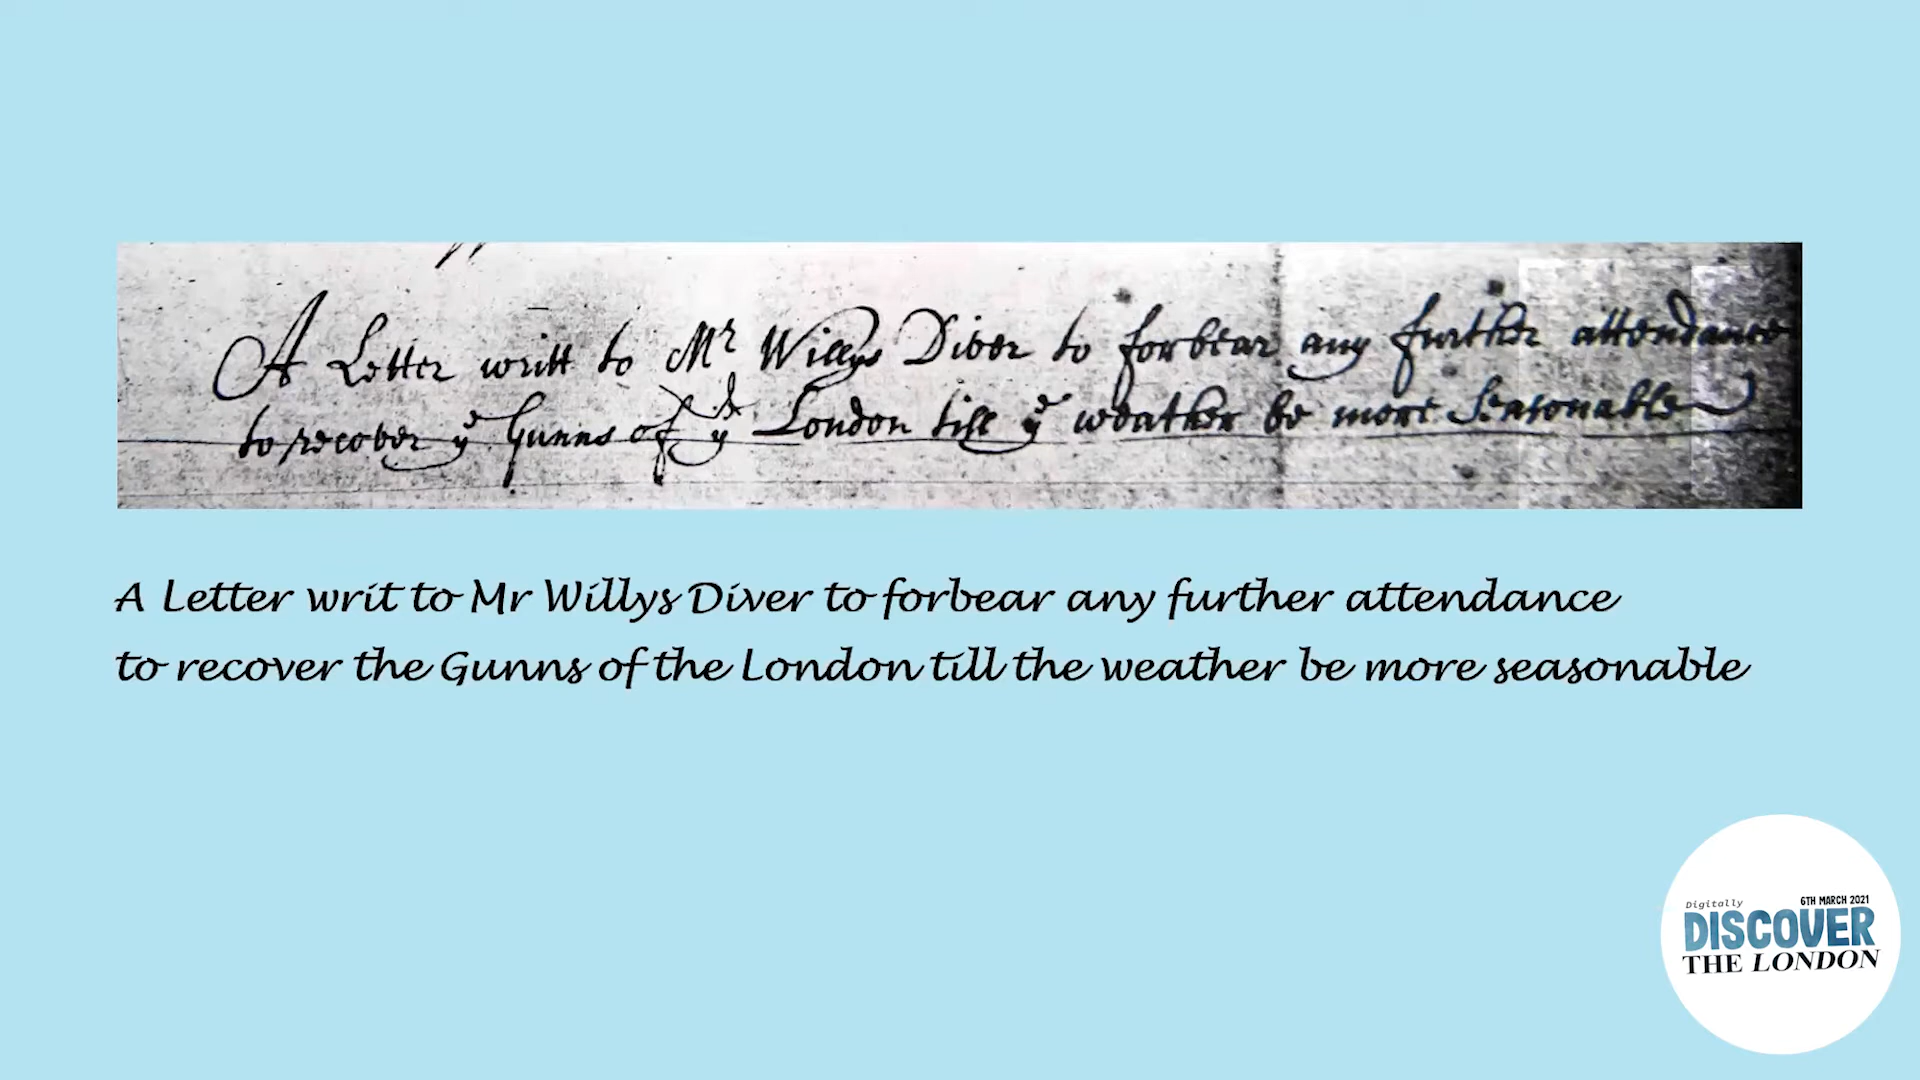 A Letter writt to Mr Willys Diver to forbear any further attendance
to recover ye Gunns of ye London till ye weather be more Seasonable
A Letter writ to Mr Willys Diver to forbear any further attendance
to recover the Gunns of the London till the weather be more seasonable
Digitally 6TH MARCH 2021
DISCOVER
THE LONDON